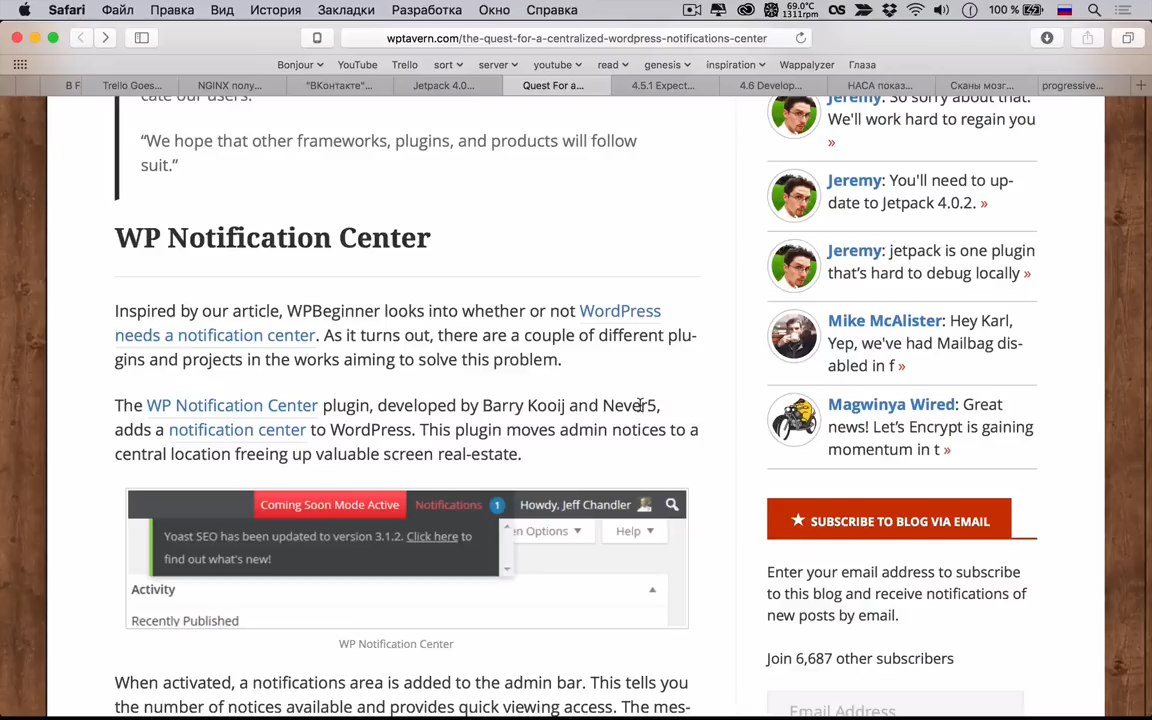 Safari Файл Правка Вид История Закладки Разработка Окно Справка 69.0°C 1311rpm 100 %
wptavern.com/the-quest-for-a-centralized-wordpress-notifications-center
Bonjour YouTube Trello sort server youtube read genesis inspiration Wappalyzer Глаза
В F Trello Goes... NGINX полу... "ВКонтакте"... Jetpack 4.0... Quest For a... 4.5.1 Expect... 4.6 Develop... НАСА показ... Сканы мозг... progressive...
cate our users.
“We hope that other frameworks, plugins, and products will follow
suit.”
WP Notification Center
Inspired by our article, WPBeginner looks into whether or not WordPress
needs a notification center. As it turns out, there are a couple of different plu-
gins and projects in the works aiming to solve this problem.
The WP Notification Center plugin, developed by Barry Kooij and Never5,
adds a notification center to WordPress. This plugin moves admin notices to a
central location freeing up valuable screen real-estate.
Coming Soon Mode Active Notifications 1 Howdy, Jeff Chandler
Yoast SEO has been updated to version 3.1.2. Click here to
find out what's new!
en Options Help
Activity
Recently Published
WP Notification Center
When activated, a notifications area is added to the admin bar. This tells you
the number of notices available and provides quick viewing access. The mes-
Jeremy: So sorry about that.
We'll work hard to regain you
»
Jeremy: You'll need to up-
date to Jetpack 4.0.2. »
Jeremy: jetpack is one plugin
that’s hard to debug locally »
Mike McAlister: Hey Karl,
Yep, we've had Mailbag dis-
abled in f »
Magwinya Wired: Great
news! Let’s Encrypt is gaining
momentum in t »
★ SUBSCRIBE TO BLOG VIA EMAIL
Enter your email address to subscribe
to this blog and receive notifications of
new posts by email.
Join 6,687 other subscribers
Email Address